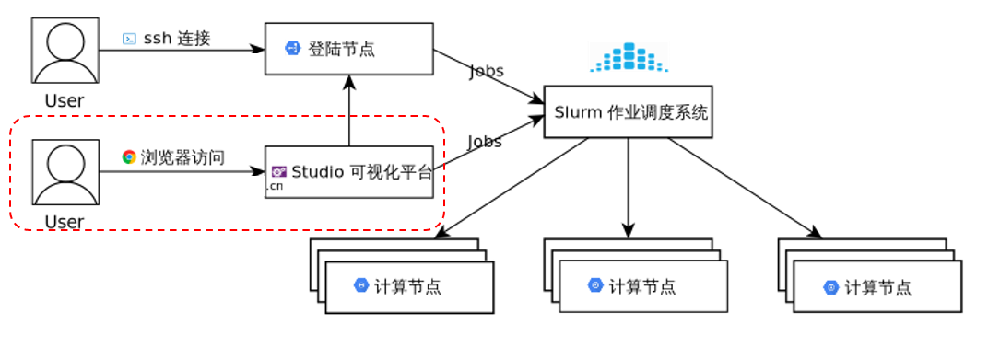 ssh 连接
登陆节点
User
Jobs
Slurm 作业调度系统
浏览器访问
Studio 可视化平台
.cn
Jobs
User
计算节点
计算节点
计算节点